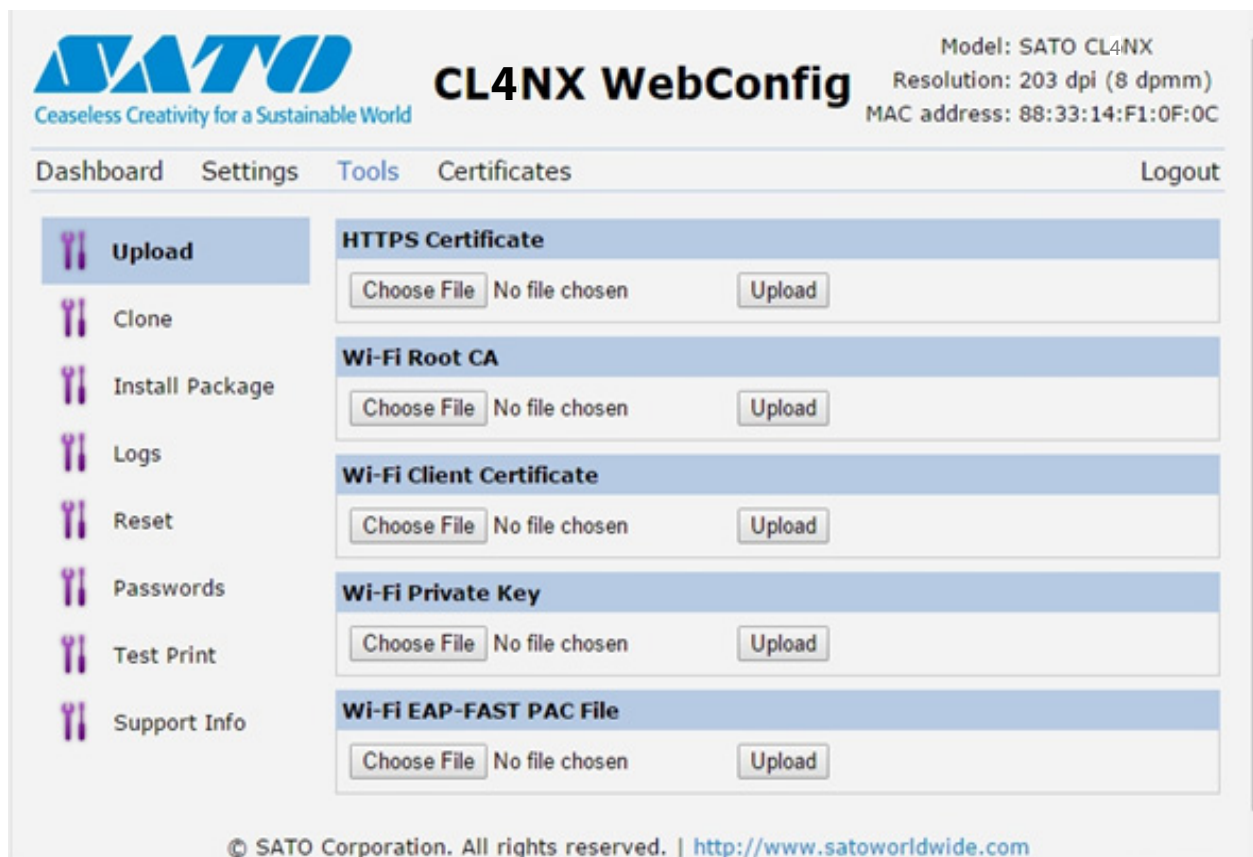 SATO
Ceaseless Creativity for a Sustainable World
CL4NX WebConfig
Model: SATO CL4NX
Resolution: 203 dpi (8 dpmm)
MAC address: 88:33:14:F1:0F:0C
Dashboard Settings Tools Certificates Logout
Upload
Clone
Install Package
Logs
Reset
Passwords
Test Print
Support Info
HTTPS Certificate
Choose File No file chosen Upload
Wi-Fi Root CA
Choose File No file chosen Upload
Wi-Fi Client Certificate
Choose File No file chosen Upload
Wi-Fi Private Key
Choose File No file chosen Upload
Wi-Fi EAP-FAST PAC File
Choose File No file chosen Upload
© SATO Corporation. All rights reserved. | http://www.satoworldwide.com